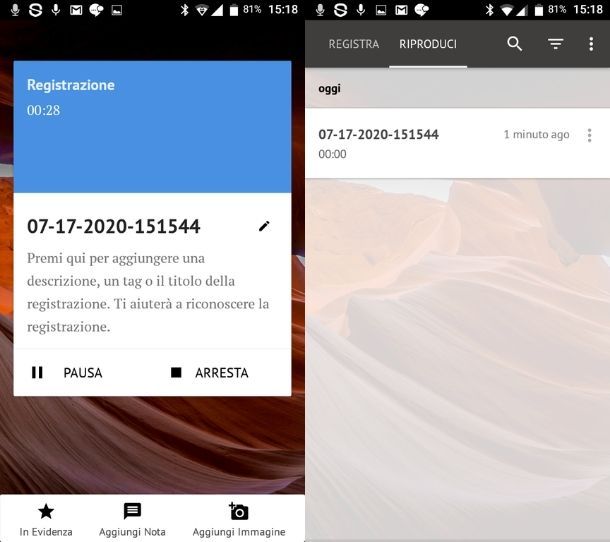 81% 15:18
Registrazione
00:28
07-17-2020-151544
Premi qui per aggiungere una
descrizione, un tag o il titolo della
registrazione. Ti aiuterà a riconoscere la
registrazione.
PAUSA ARRESTA
In Evidenza Aggiungi Nota Aggiungi Immagine
81% 15:18
REGISTRA RIPRODUCI
oggi
07-17-2020-151544 1 minuto ago
00:00